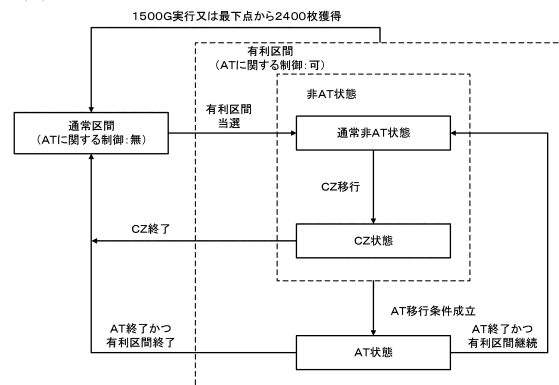 1500G実行又は最下点から2400枚獲得
有利区間
(ATに関する制御:可)
非AT状態
通常区間
(ATに関する制御:無)
有利区間
当選
通常非AT状態
CZ移行
CZ終了
CZ状態
AT移行条件成立
AT終了かつ
有利区間終了
AT状態
AT終了かつ
有利区間継続